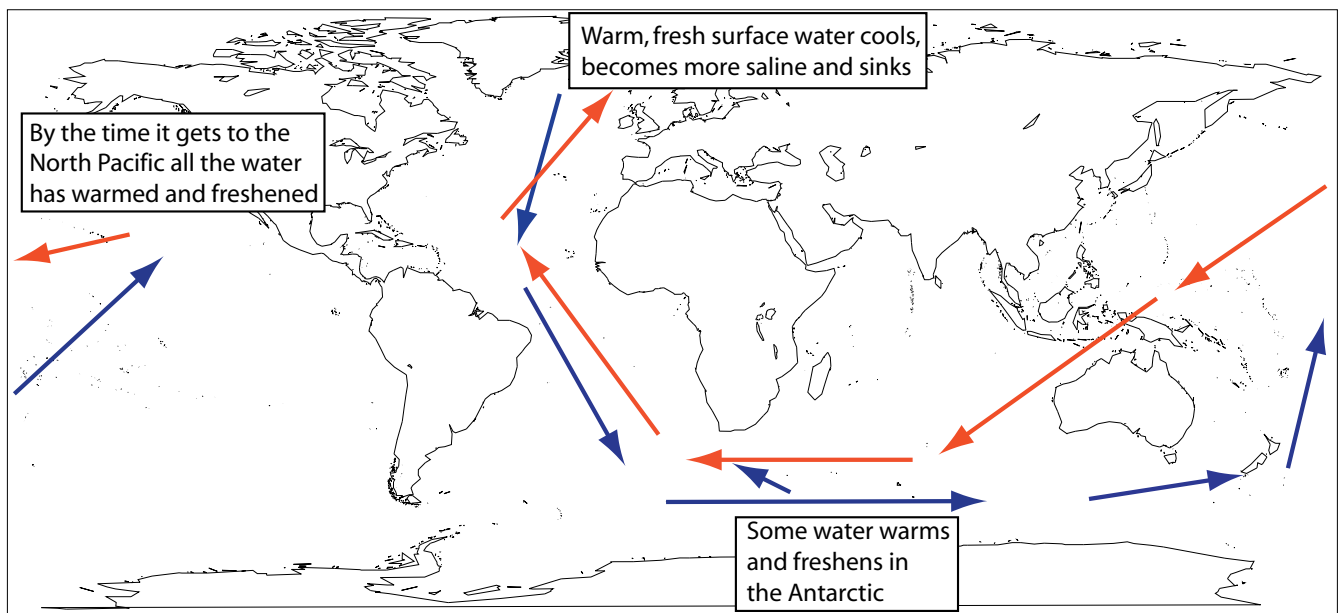 Warm, fresh surface water cools,
becomes more saline and sinks
By the time it gets to the
North Pacific all the water
has warmed and freshened
Some water warms
and freshens in
the Antarctic